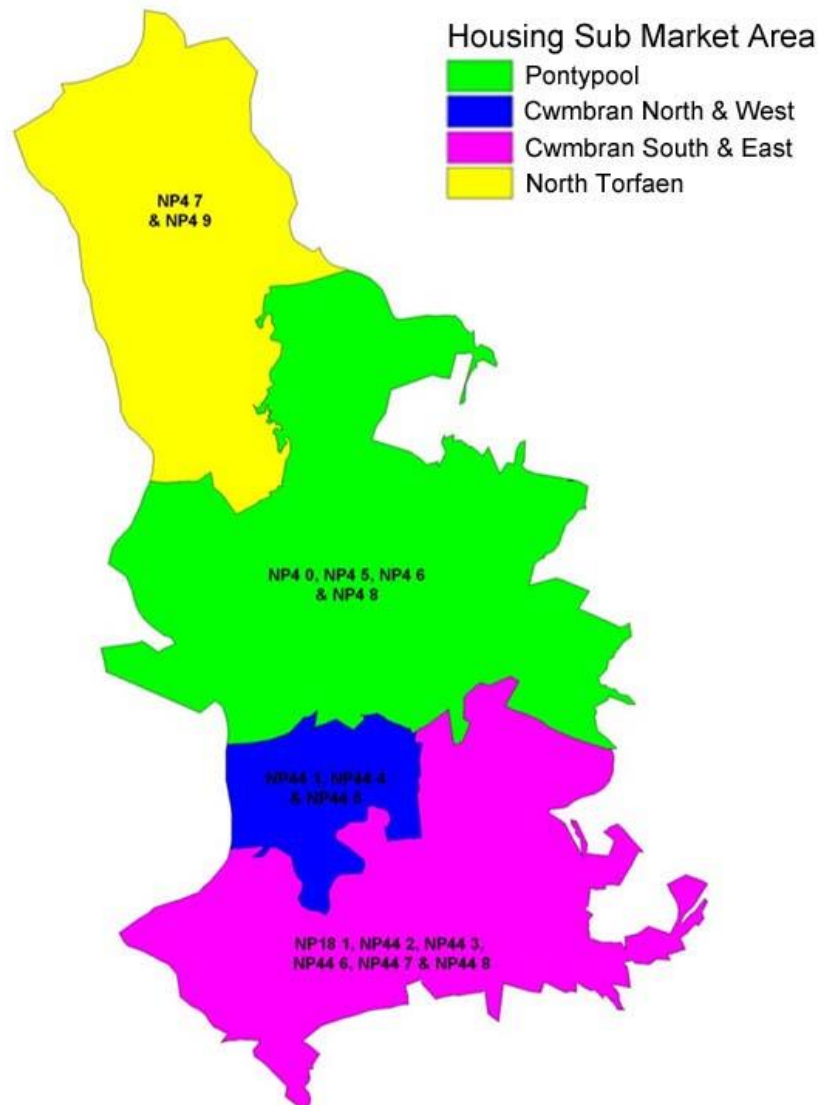 Housing Sub Market Area
Pontypool
Cwmbran North & West
Cwmbran South & East
North Torfaen
NP4 7
& NP4 9
NP4 0, NP4 5, NP4 6
& NP4 8
NP44 1, NP44 4
& NP44 5
NP18 1, NP44 2, NP44 3,
NP44 6, NP44 7 & NP44 8